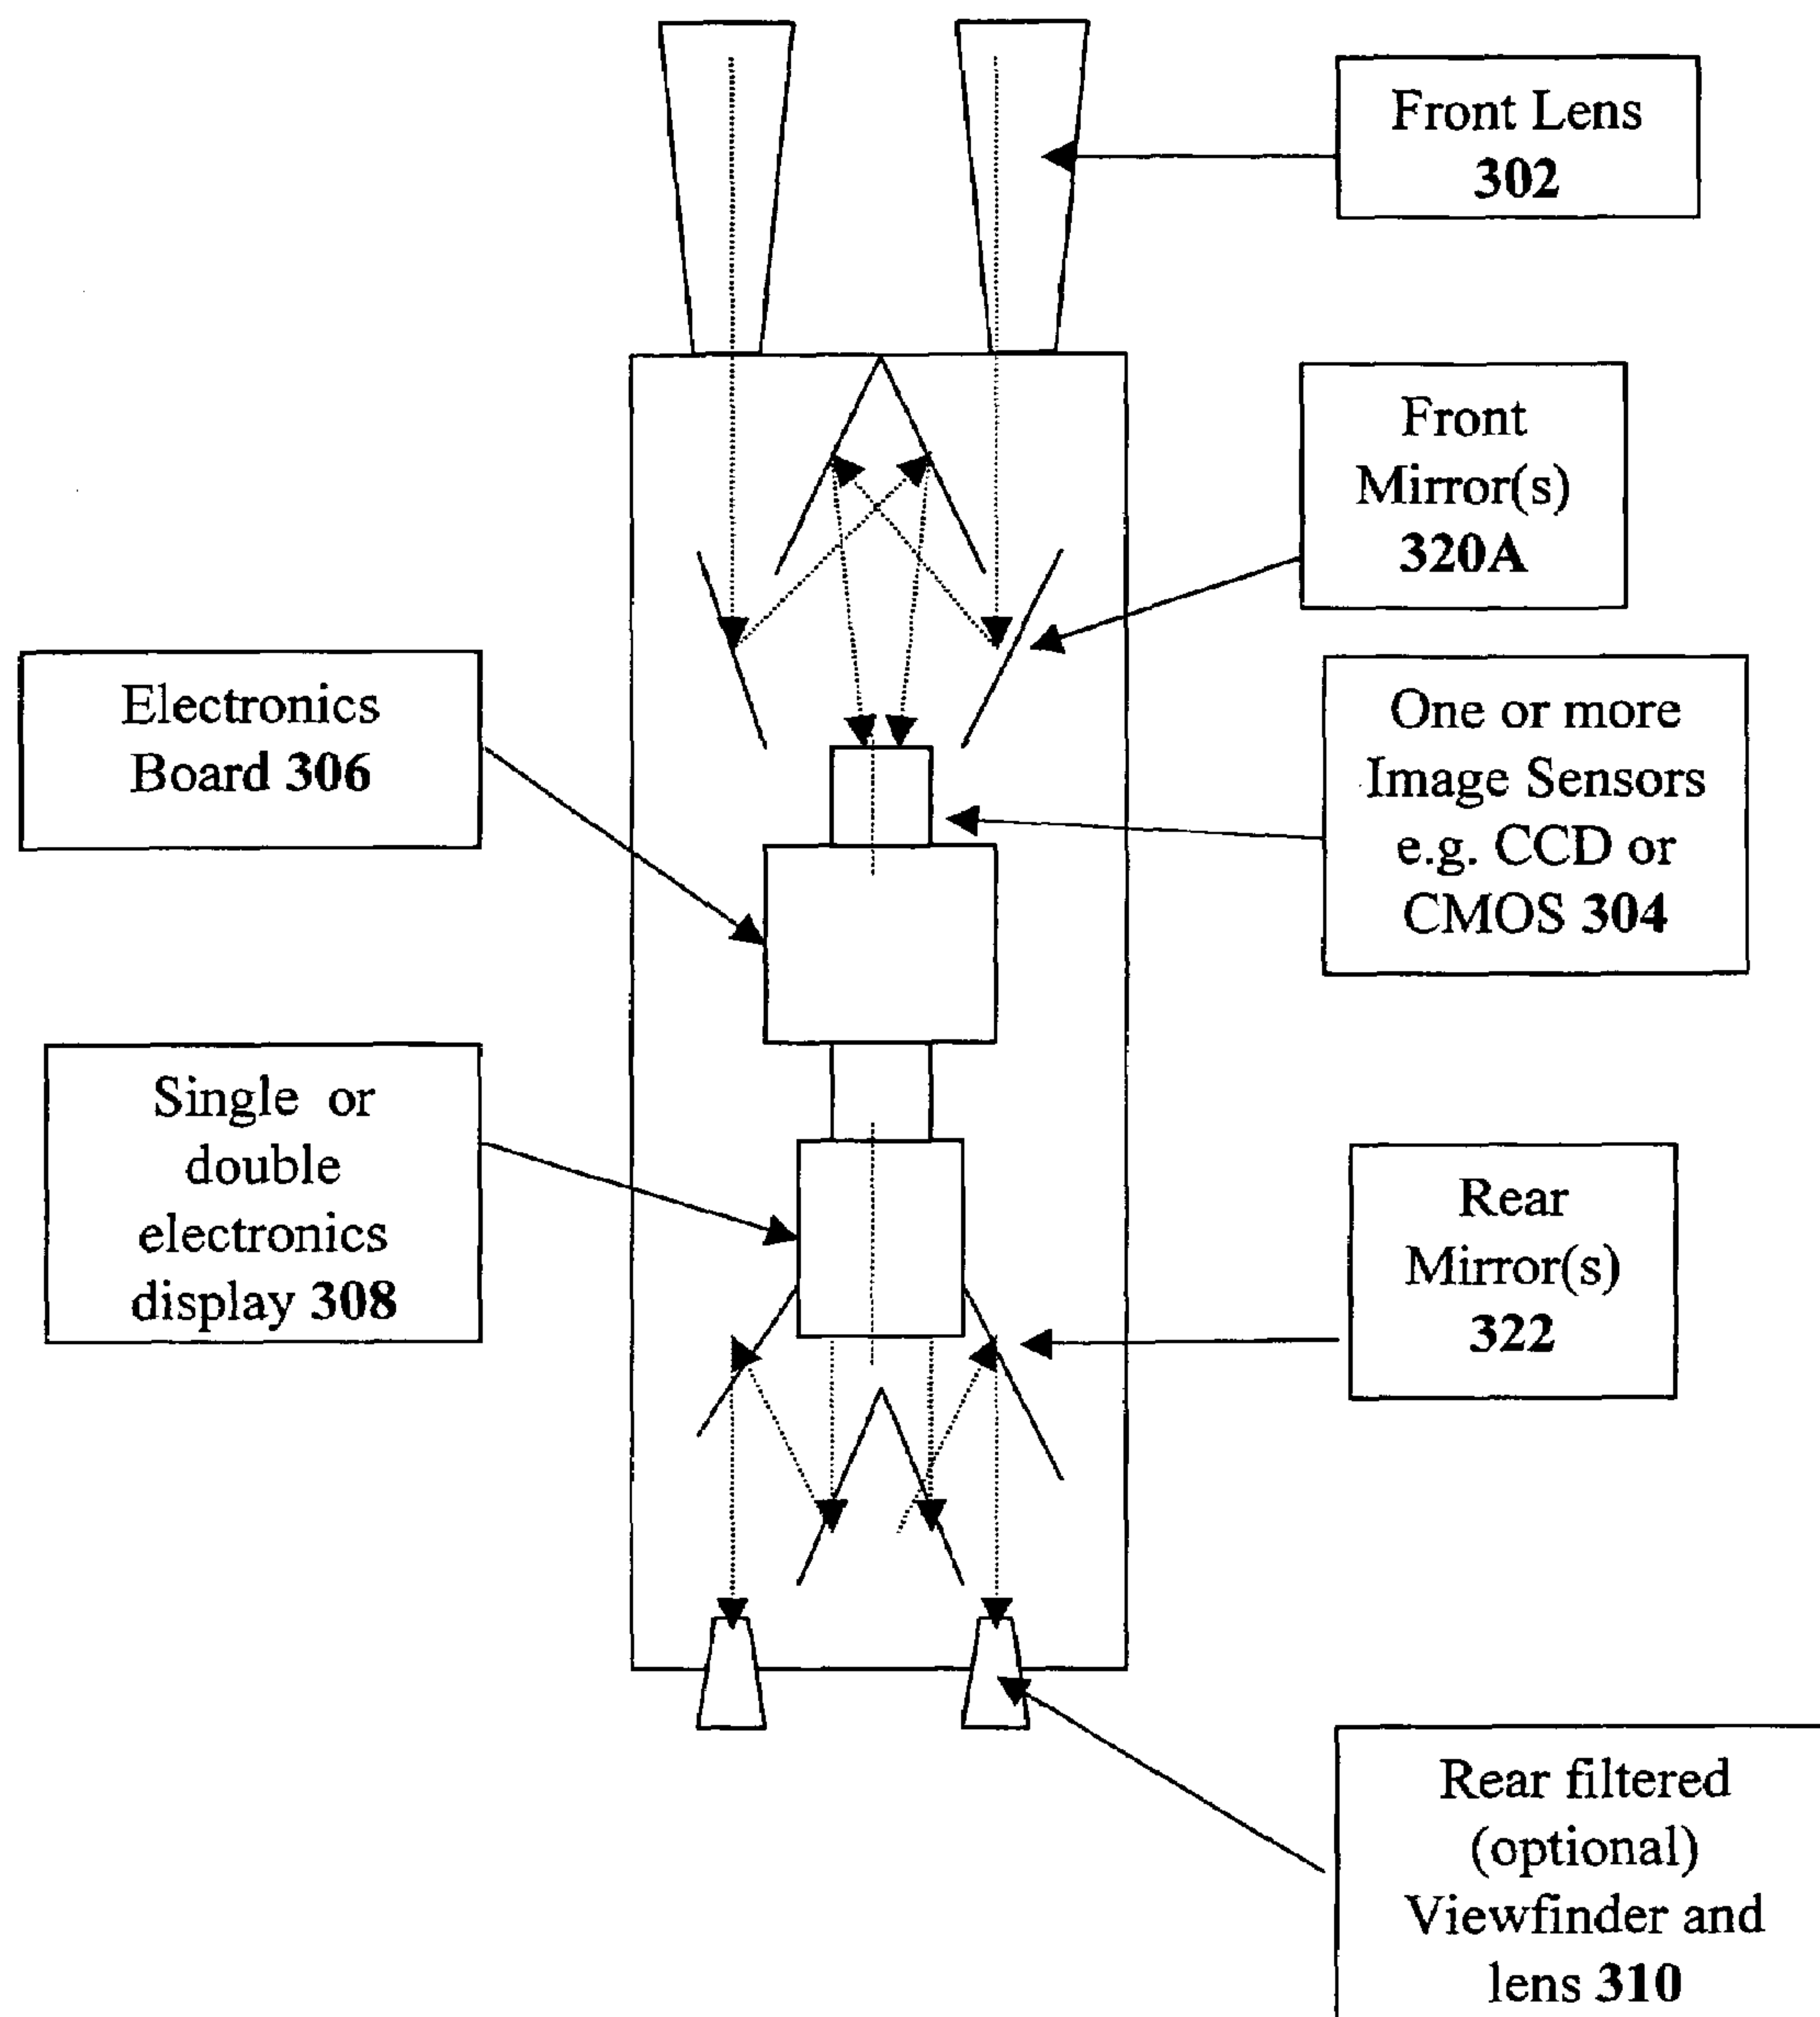 Front Lens
302
Front
Mirror(s)
320A
Electronics
Board 306
One or more
Image Sensors
e.g. CCD or
CMOS 304
Single or
double
electronics
display 308
Rear
Mirror(s)
322
Rear filtered
(optional)
Viewfinder and
lens 310